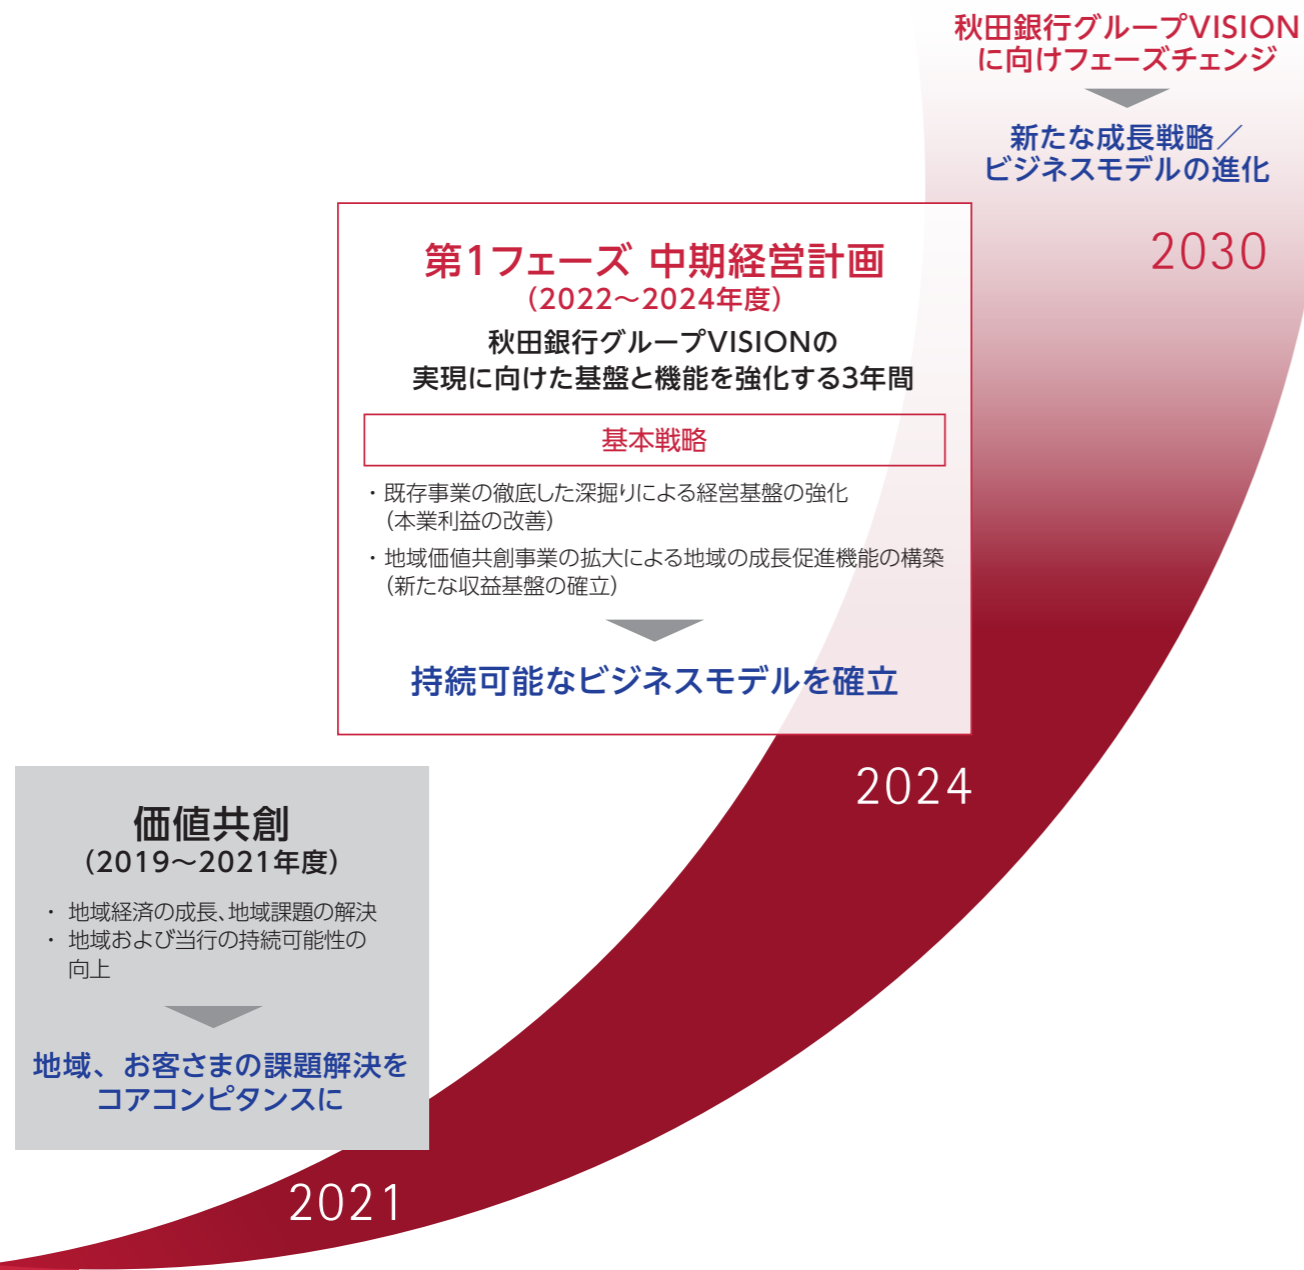 秋田銀行グループVISION
に向けフェーズチェンジ
新たな成長戦略／
ビジネスモデルの進化
2030
第1フェーズ 中期経営計画
（2022～2024年度）
秋田銀行グループVISIONの
実現に向けた基盤と機能を強化する3年間
基本戦略
・既存事業の徹底した深掘りによる経営基盤の強化
（本業利益の改善）
・地域価値共創事業の拡大による地域の成長促進機能の構築
（新たな収益基盤の確立）
持続可能なビジネスモデルを確立
2024
価値共創
（2019～2021年度）
・ 地域経済の成長、地域課題の解決
・ 地域および当行の持続可能性の
向上
地域、お客さまの課題解決を
コアコンピタンスに
2021